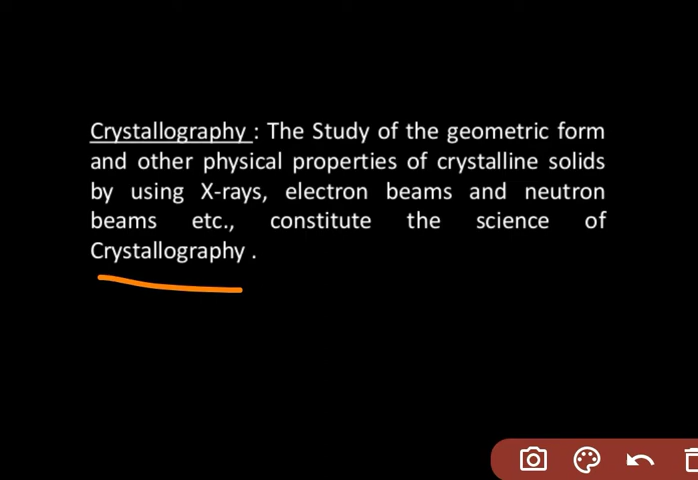 Crystallography : The Study of the geometric form
and other physical properties of crystalline solids
by using X-rays, electron beams and neutron
beams etc., constitute the science of
Crystallography .